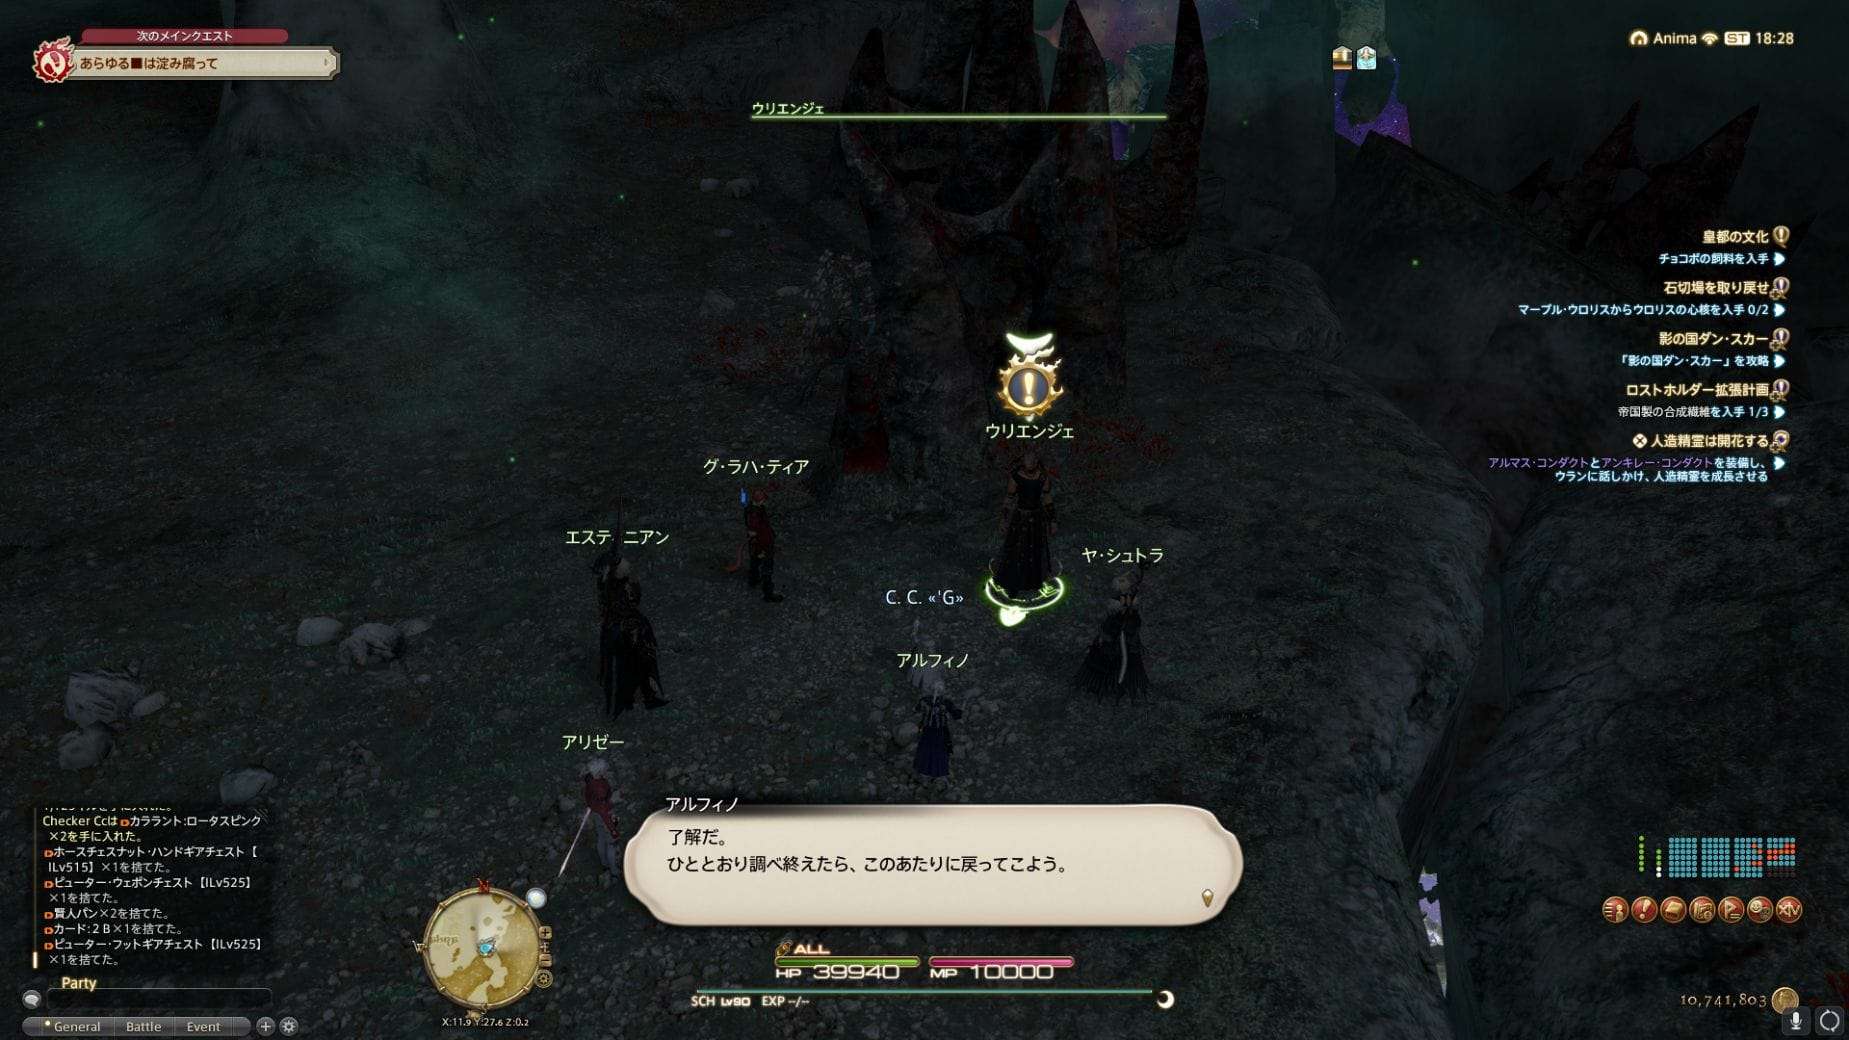 次のメインクエスト
あらゆる■は淀み腐って
Anima ST 18:28
ウリエンジェ
皇都の文化
チョコボの飼料を入手
石切場を取り戻せ
マーブル・ウロリスからウロリスの心核を入手 0/2
影の国ダン・スカー
「影の国ダン・スカー」を攻略
ロストホルダー拡張計画
帝国製の合成繊維を入手 1/3
人造精霊は開花する
アルマス・コンダクトとアンキレー・コンダクトを装備し、
ウランに話しかけ、人造精霊を成長させる
ウリエンジェ
グ・ラハ・ティア
エステ ニアン
ヤ・シュトラ
C. C. «'G»
アルフィノ
アリゼー
アルフィノ
了解だ。
ひととおり調べ終えたら、このあたりに戻ってこよう。
Checker Ccは カララント:ロータスピンク
×2を手に入れた。
ホースチェスナット・ハンドギアチェスト【
ILv515】×1を捨てた。
ピューター・ウェポンチェスト【ILv525】
×1を捨てた。
賢人パン×2を捨てた。
カード:２Ｂ×1を捨てた。
ピューター・フットギアチェスト【ILv525】
×1を捨てた。
Party
General Battle Event
N
X:11.9 Y:27.6 Z:0.2
ALL
HP 39940 MP 10000
SCH Lv90 EXP --/--
XIV
10,741,803